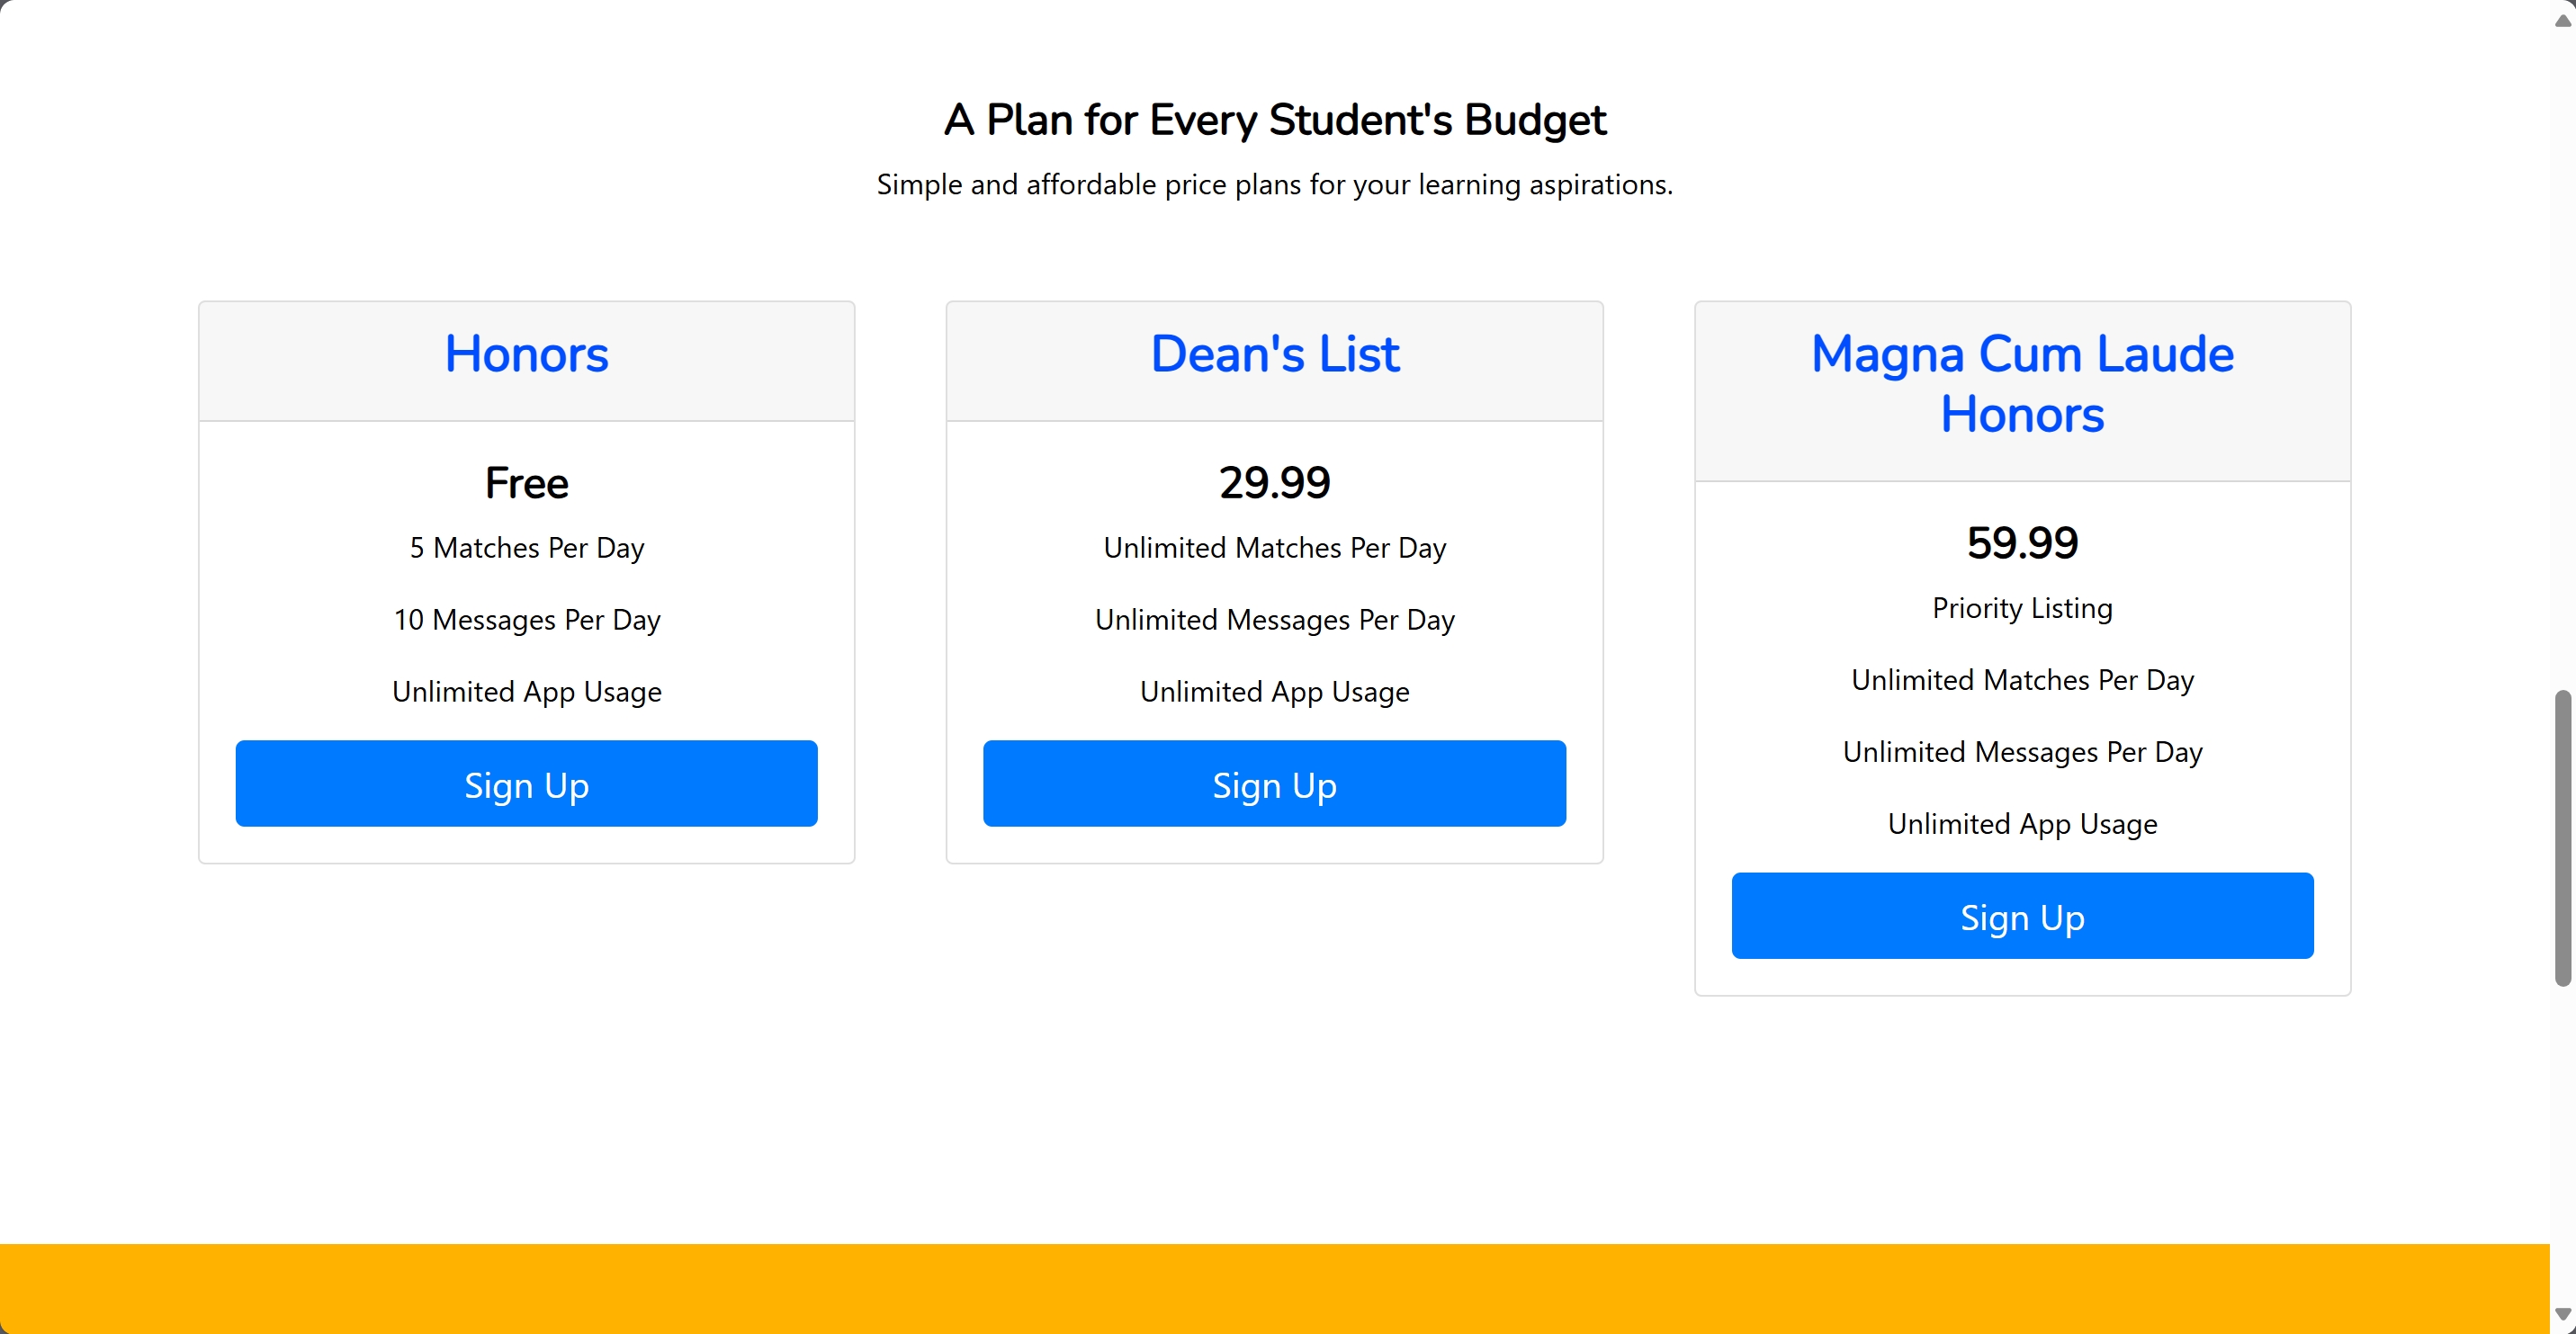 A Plan for Every Student's Budget
Simple and affordable price plans for your learning aspirations.
Honors
Free
5 Matches Per Day
10 Messages Per Day
Unlimited App Usage
Sign Up
Dean's List
29.99
Unlimited Matches Per Day
Unlimited Messages Per Day
Unlimited App Usage
Sign Up
Magna Cum Laude
Honors
59.99
Priority Listing
Unlimited Matches Per Day
Unlimited Messages Per Day
Unlimited App Usage
Sign Up